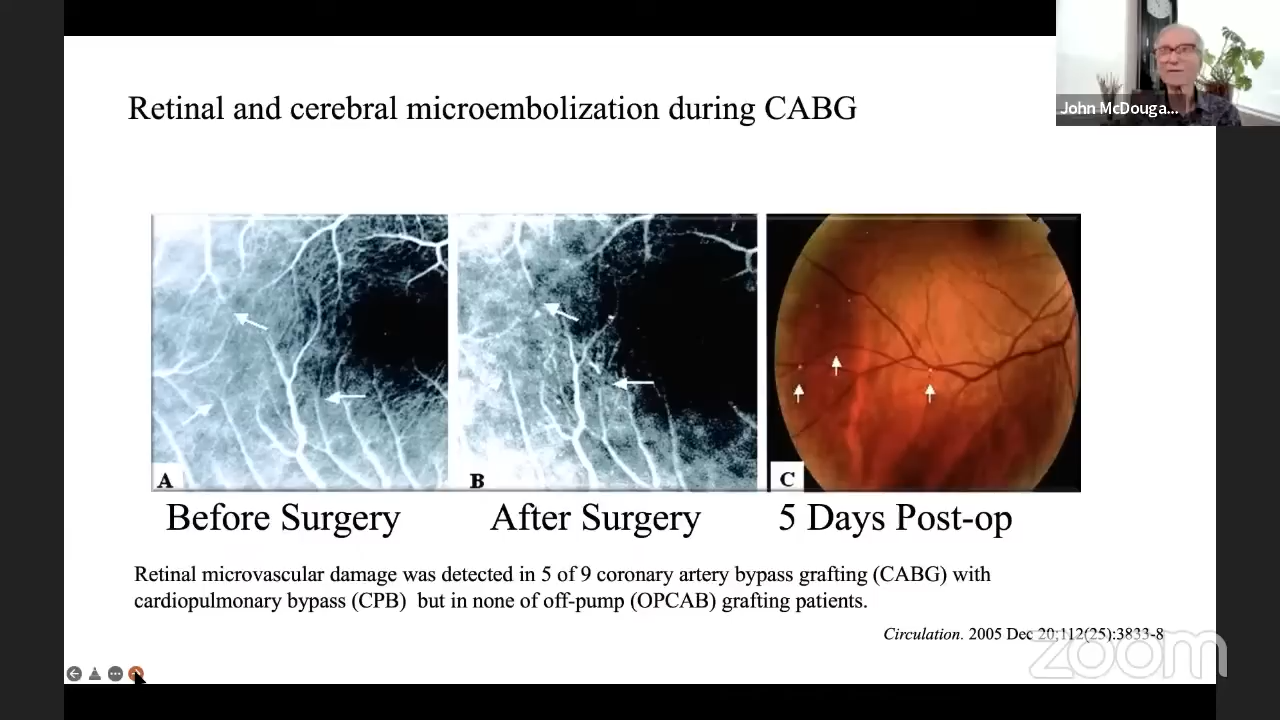 Retinal and cerebral microembolization during CABG
John McDouga...
A
B
C
Before Surgery
After Surgery
5 Days Post-op
Retinal microvascular damage was detected in 5 of 9 coronary artery bypass grafting (CABG) with
cardiopulmonary bypass (CPB) but in none of off-pump (OPCAB) grafting patients.
Circulation. 2005 Dec 20;112(25):3833-8
zoom